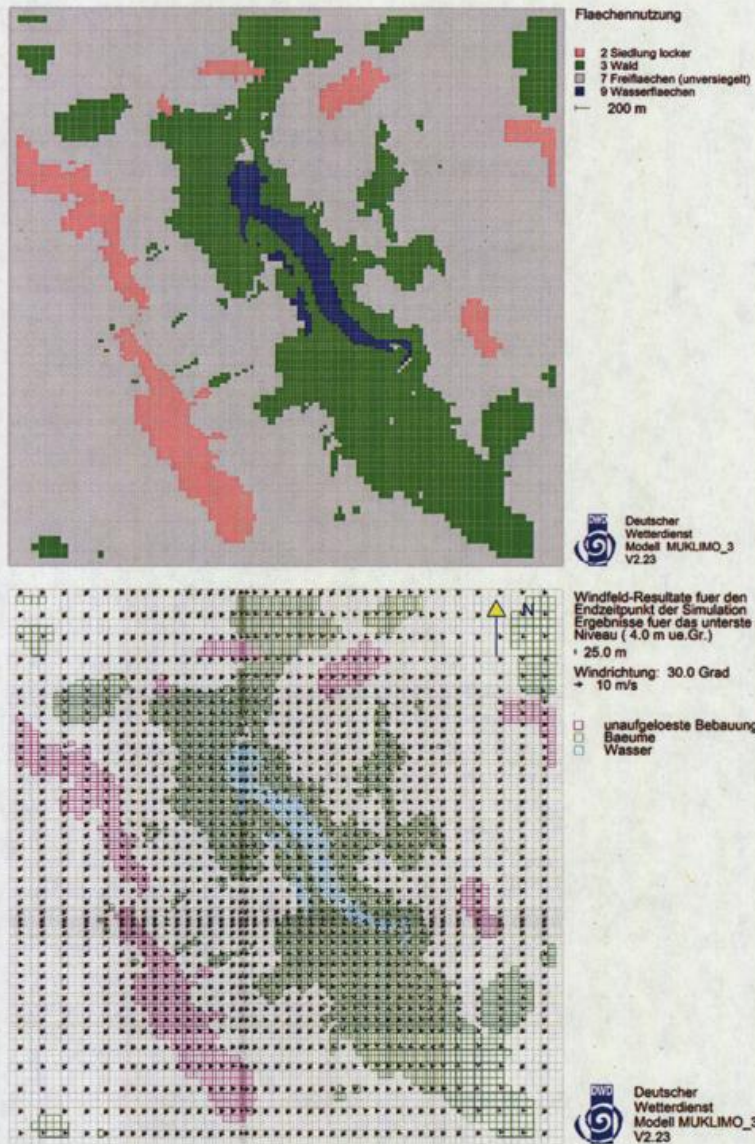 Flaechennutzung
2 Siedlung locker
3 Wald
7 Freiflaechen (unversiegelt)
9 Wasserflaechen
200 m
DWD
Deutscher
Wetterdienst
Modell MUKLIMO_3
V2.23
N
Windfeld-Resultate fuer den
Endzeitpunkt der Simulation
Ergebnisse fuer das unterste
Niveau ( 4.0 m ue.Gr.)
25.0 m
Windrichtung: 30.0 Grad
10 m/s
unaufgeloeste Bebauung
Baeume
Wasser
DWD
Deutscher
Wetterdienst
Modell MUKLIMO_3
V2.23